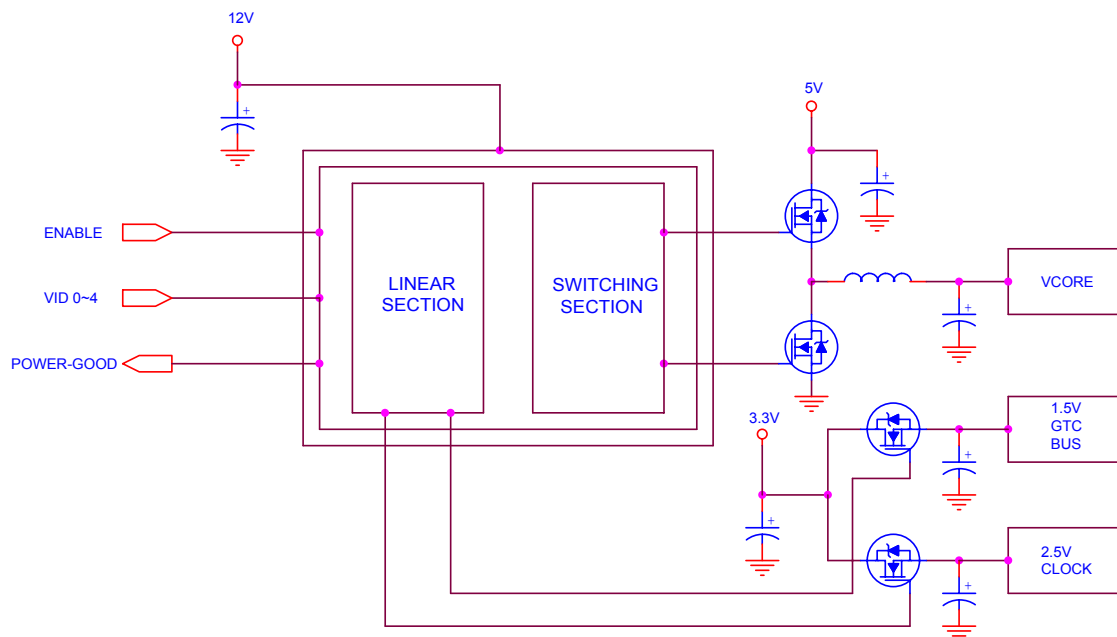 12V
5V
ENABLE
VID 0~4
POWER-GOOD
LINEAR
SECTION
SWITCHING
SECTION
VCORE
3.3V
1.5V
GTC
BUS
2.5V
CLOCK
+
+
+
+
+
+